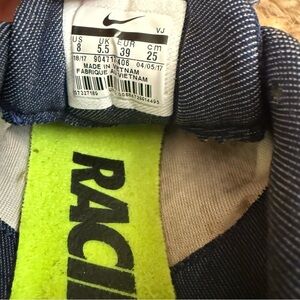 VJ
US UK EUR cm
8 5.5 39 25
MADE IN VIETNAM
FABRIQUE AU VIETNAM
04/05/17
RACI